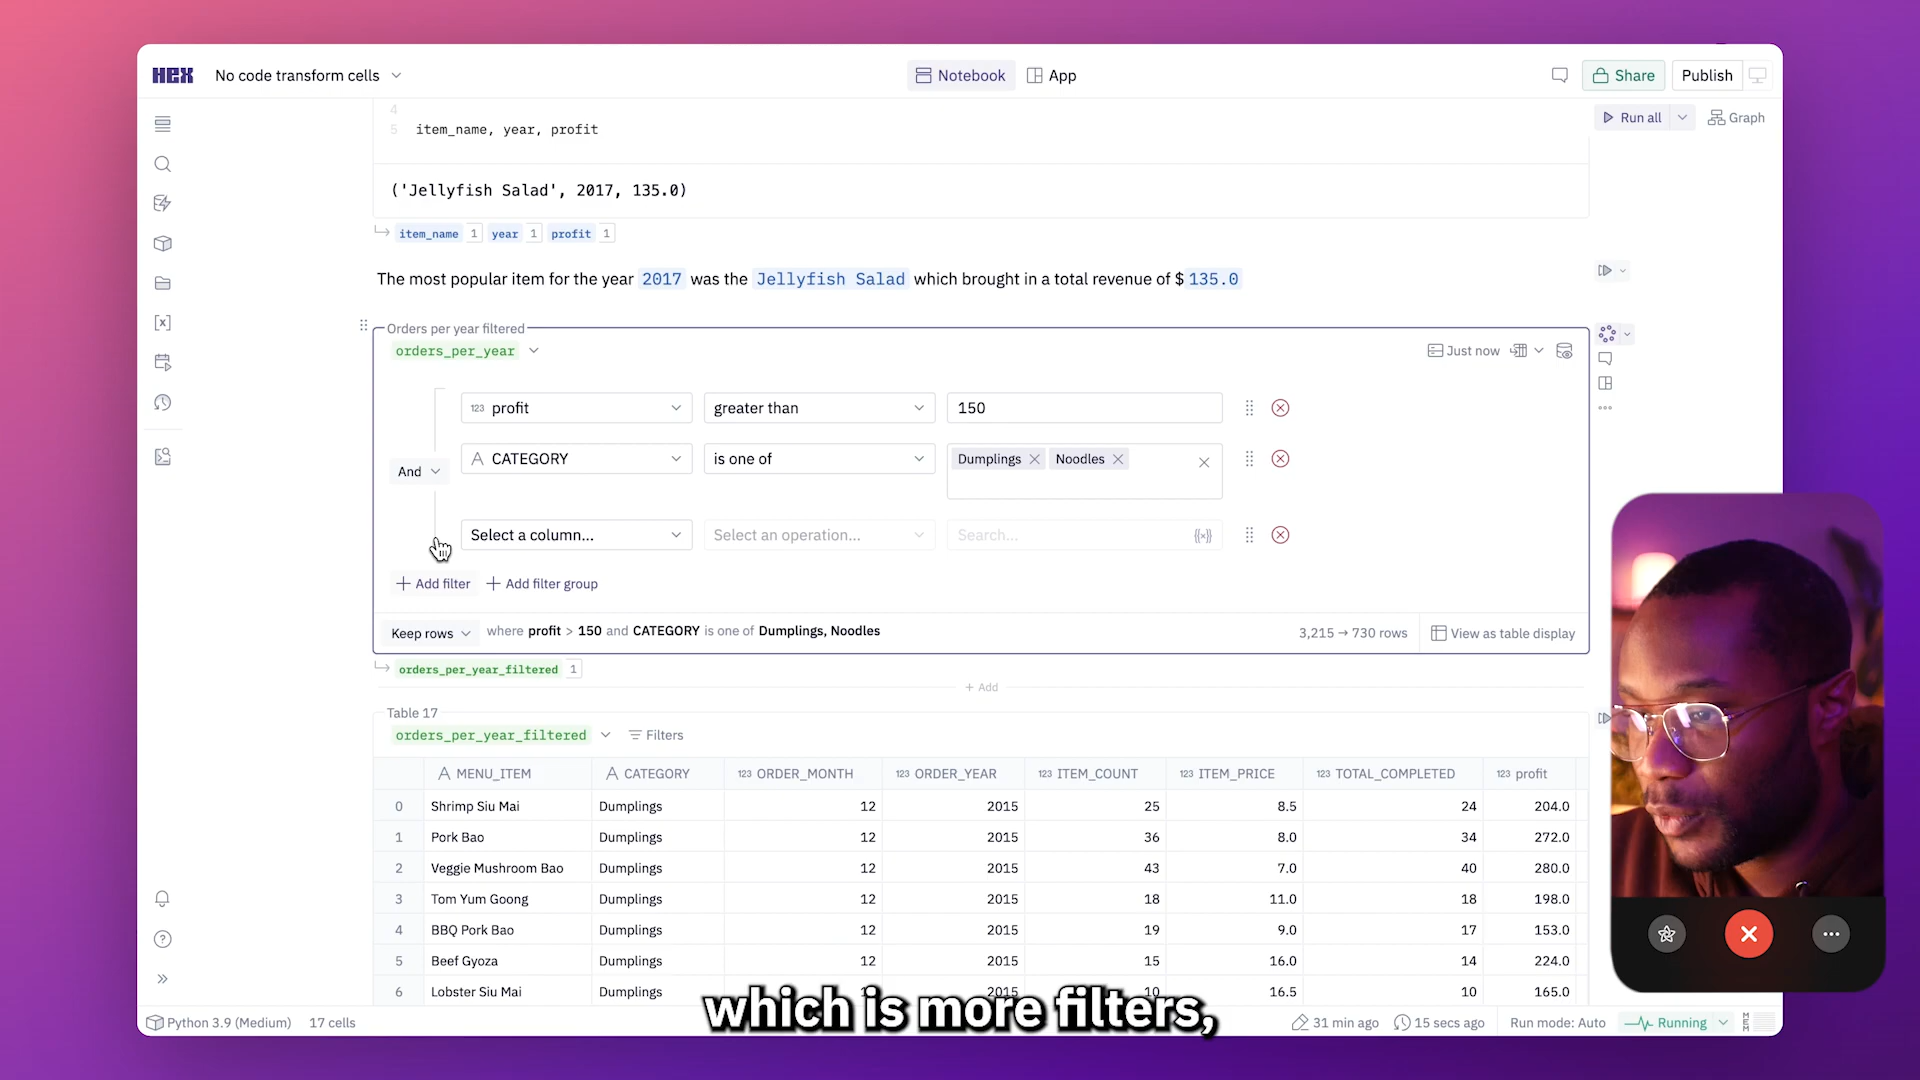 HEX No code transform cells Notebook App Share Publish
Run all Graph
4
5 item_name, year, profit
('Jellyfish Salad', 2017, 135.0)
item_name 1 year 1 profit 1
The most popular item for the year 2017 was the Jellyfish Salad which brought in a total revenue of $ 135.0
Orders per year filtered
orders_per_year Just now
123 profit greater than 150
And
A CATEGORY is one of Dumplings Noodles
Select a column... Select an operation... Search... {{x}}
+ Add filter + Add filter group
Keep rows where profit > 150 and CATEGORY is one of Dumplings, Noodles 3,215 → 730 rows View as table display
orders_per_year_filtered 1
+ Add
Table 17
orders_per_year_filtered Filters
A MENU_ITEM A CATEGORY 123 ORDER_MONTH 123 ORDER_YEAR 123 ITEM_COUNT 123 ITEM_PRICE 123 TOTAL_COMPLETED 123 profit
0 Shrimp Siu Mai Dumplings 12 2015 25 8.5 24 204.0
1 Pork Bao Dumplings 12 2015 36 8.0 34 272.0
2 Veggie Mushroom Bao Dumplings 12 2015 43 7.0 40 280.0
3 Tom Yum Goong Dumplings 12 2015 18 11.0 18 198.0
4 BBQ Pork Bao Dumplings 12 2015 19 9.0 17 153.0
5 Beef Gyoza Dumplings 12 2015 15 16.0 14 224.0
6 Lobster Siu Mai Dumplings 2015 10 16.5 10 165.0
which is more filters,
Python 3.9 (Medium) 17 cells 31 min ago 15 secs ago Run mode: Auto Running MEM